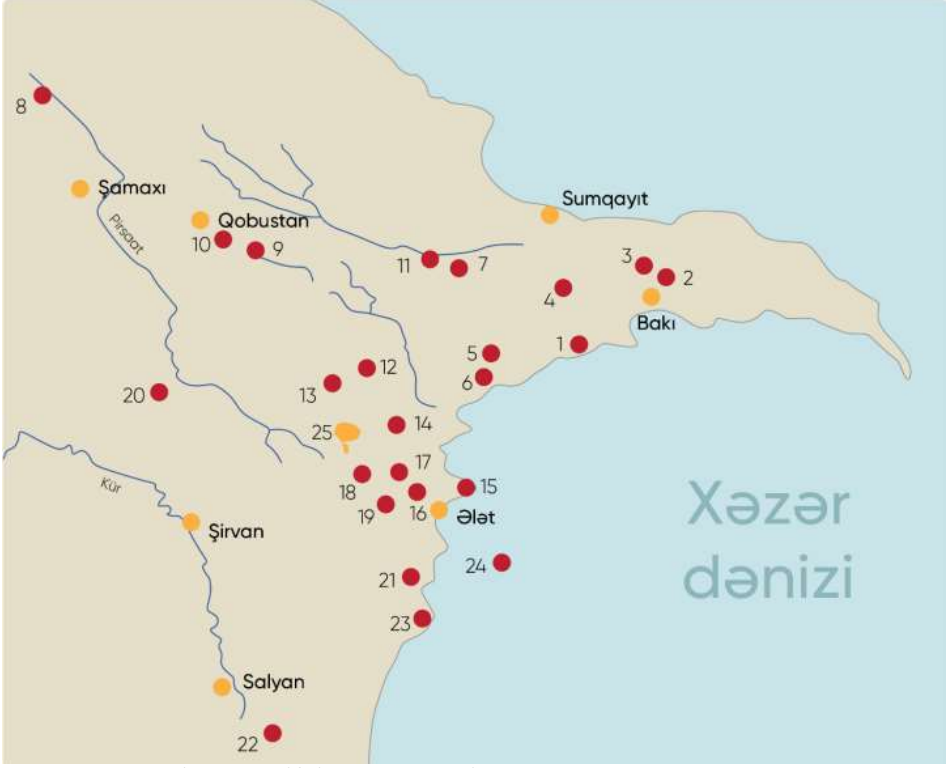 8
Şamaxı
Sumqayıt
Qobustan
Pirsaat
10
9
11
7
3
2
4
Bakı
1
5
6
12
13
20
14
25
17
18
15
16
19
Kür
Ələt
Şirvan
Xəzər
dənizi
24
21
23
Salyan
22